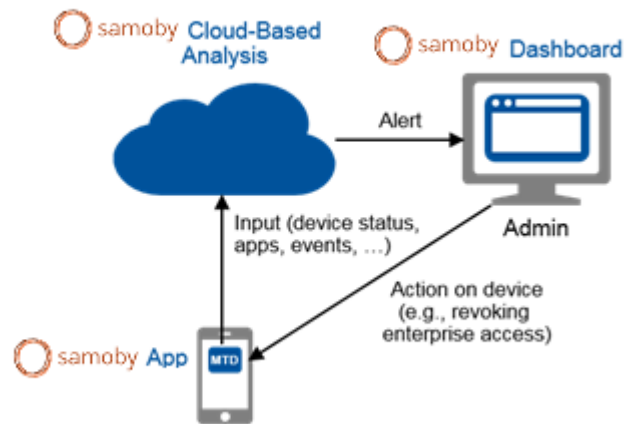 samoby Cloud-Based
Analysis
samoby Dashboard
Alert
Admin
Input (device status,
apps, events, ...)
Action on device
(e.g., revoking
enterprise access)
samoby App
MTD